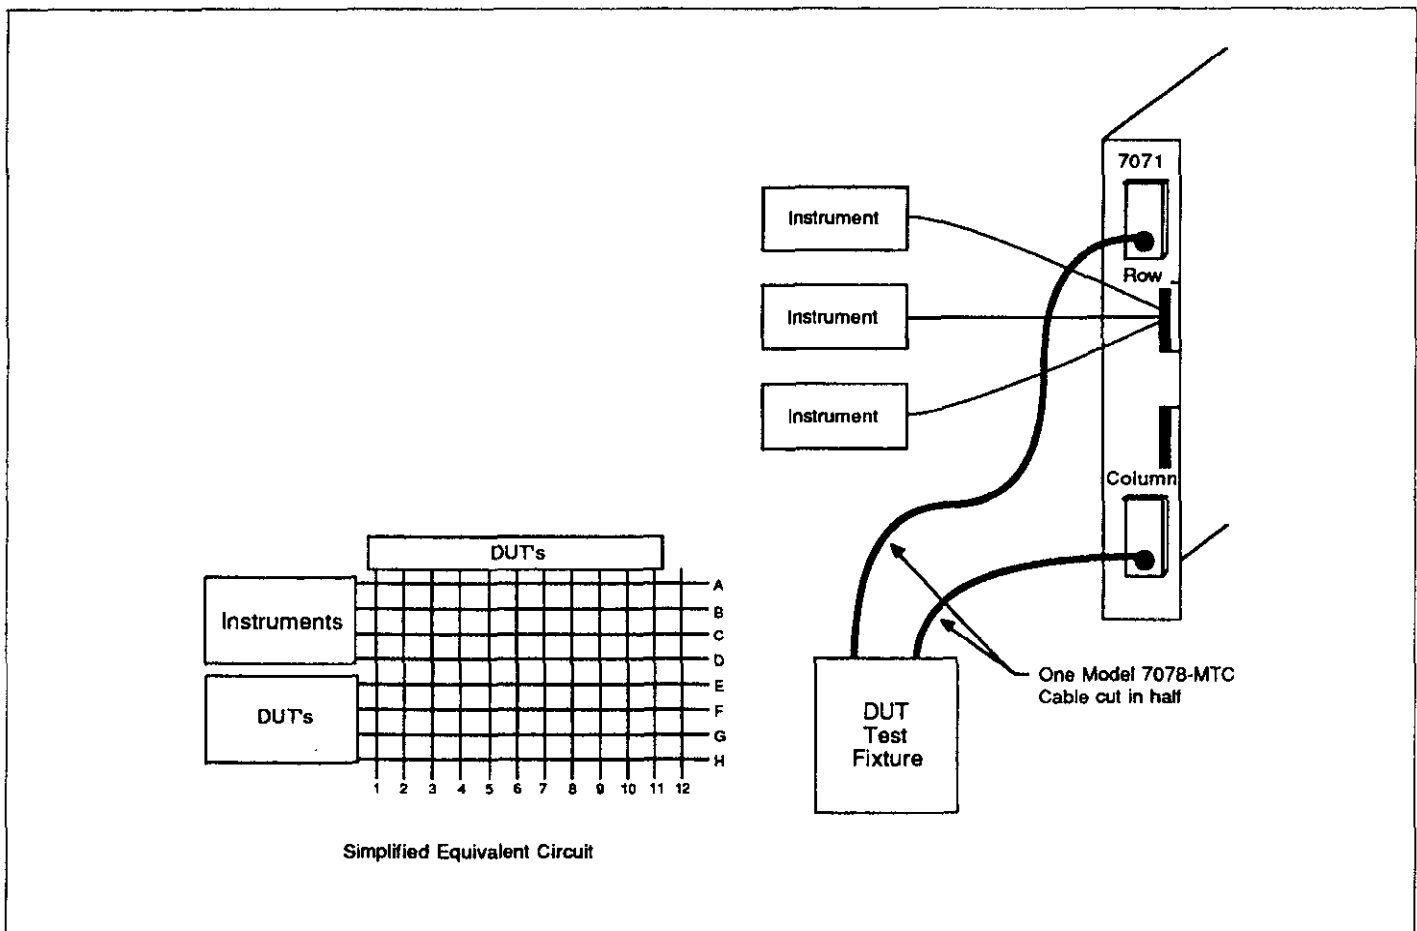 7071
Instrument
Row
Instrument
Instrument
Column
DUT's
Instruments
A
B
C
D
DUT's
E
F
G
H
1 2 3 4 5 6 7 8 9 10 11 12
Simplified Equivalent Circuit
One Model 7078-MTC
Cable cut in half
DUT
Test
Fixture